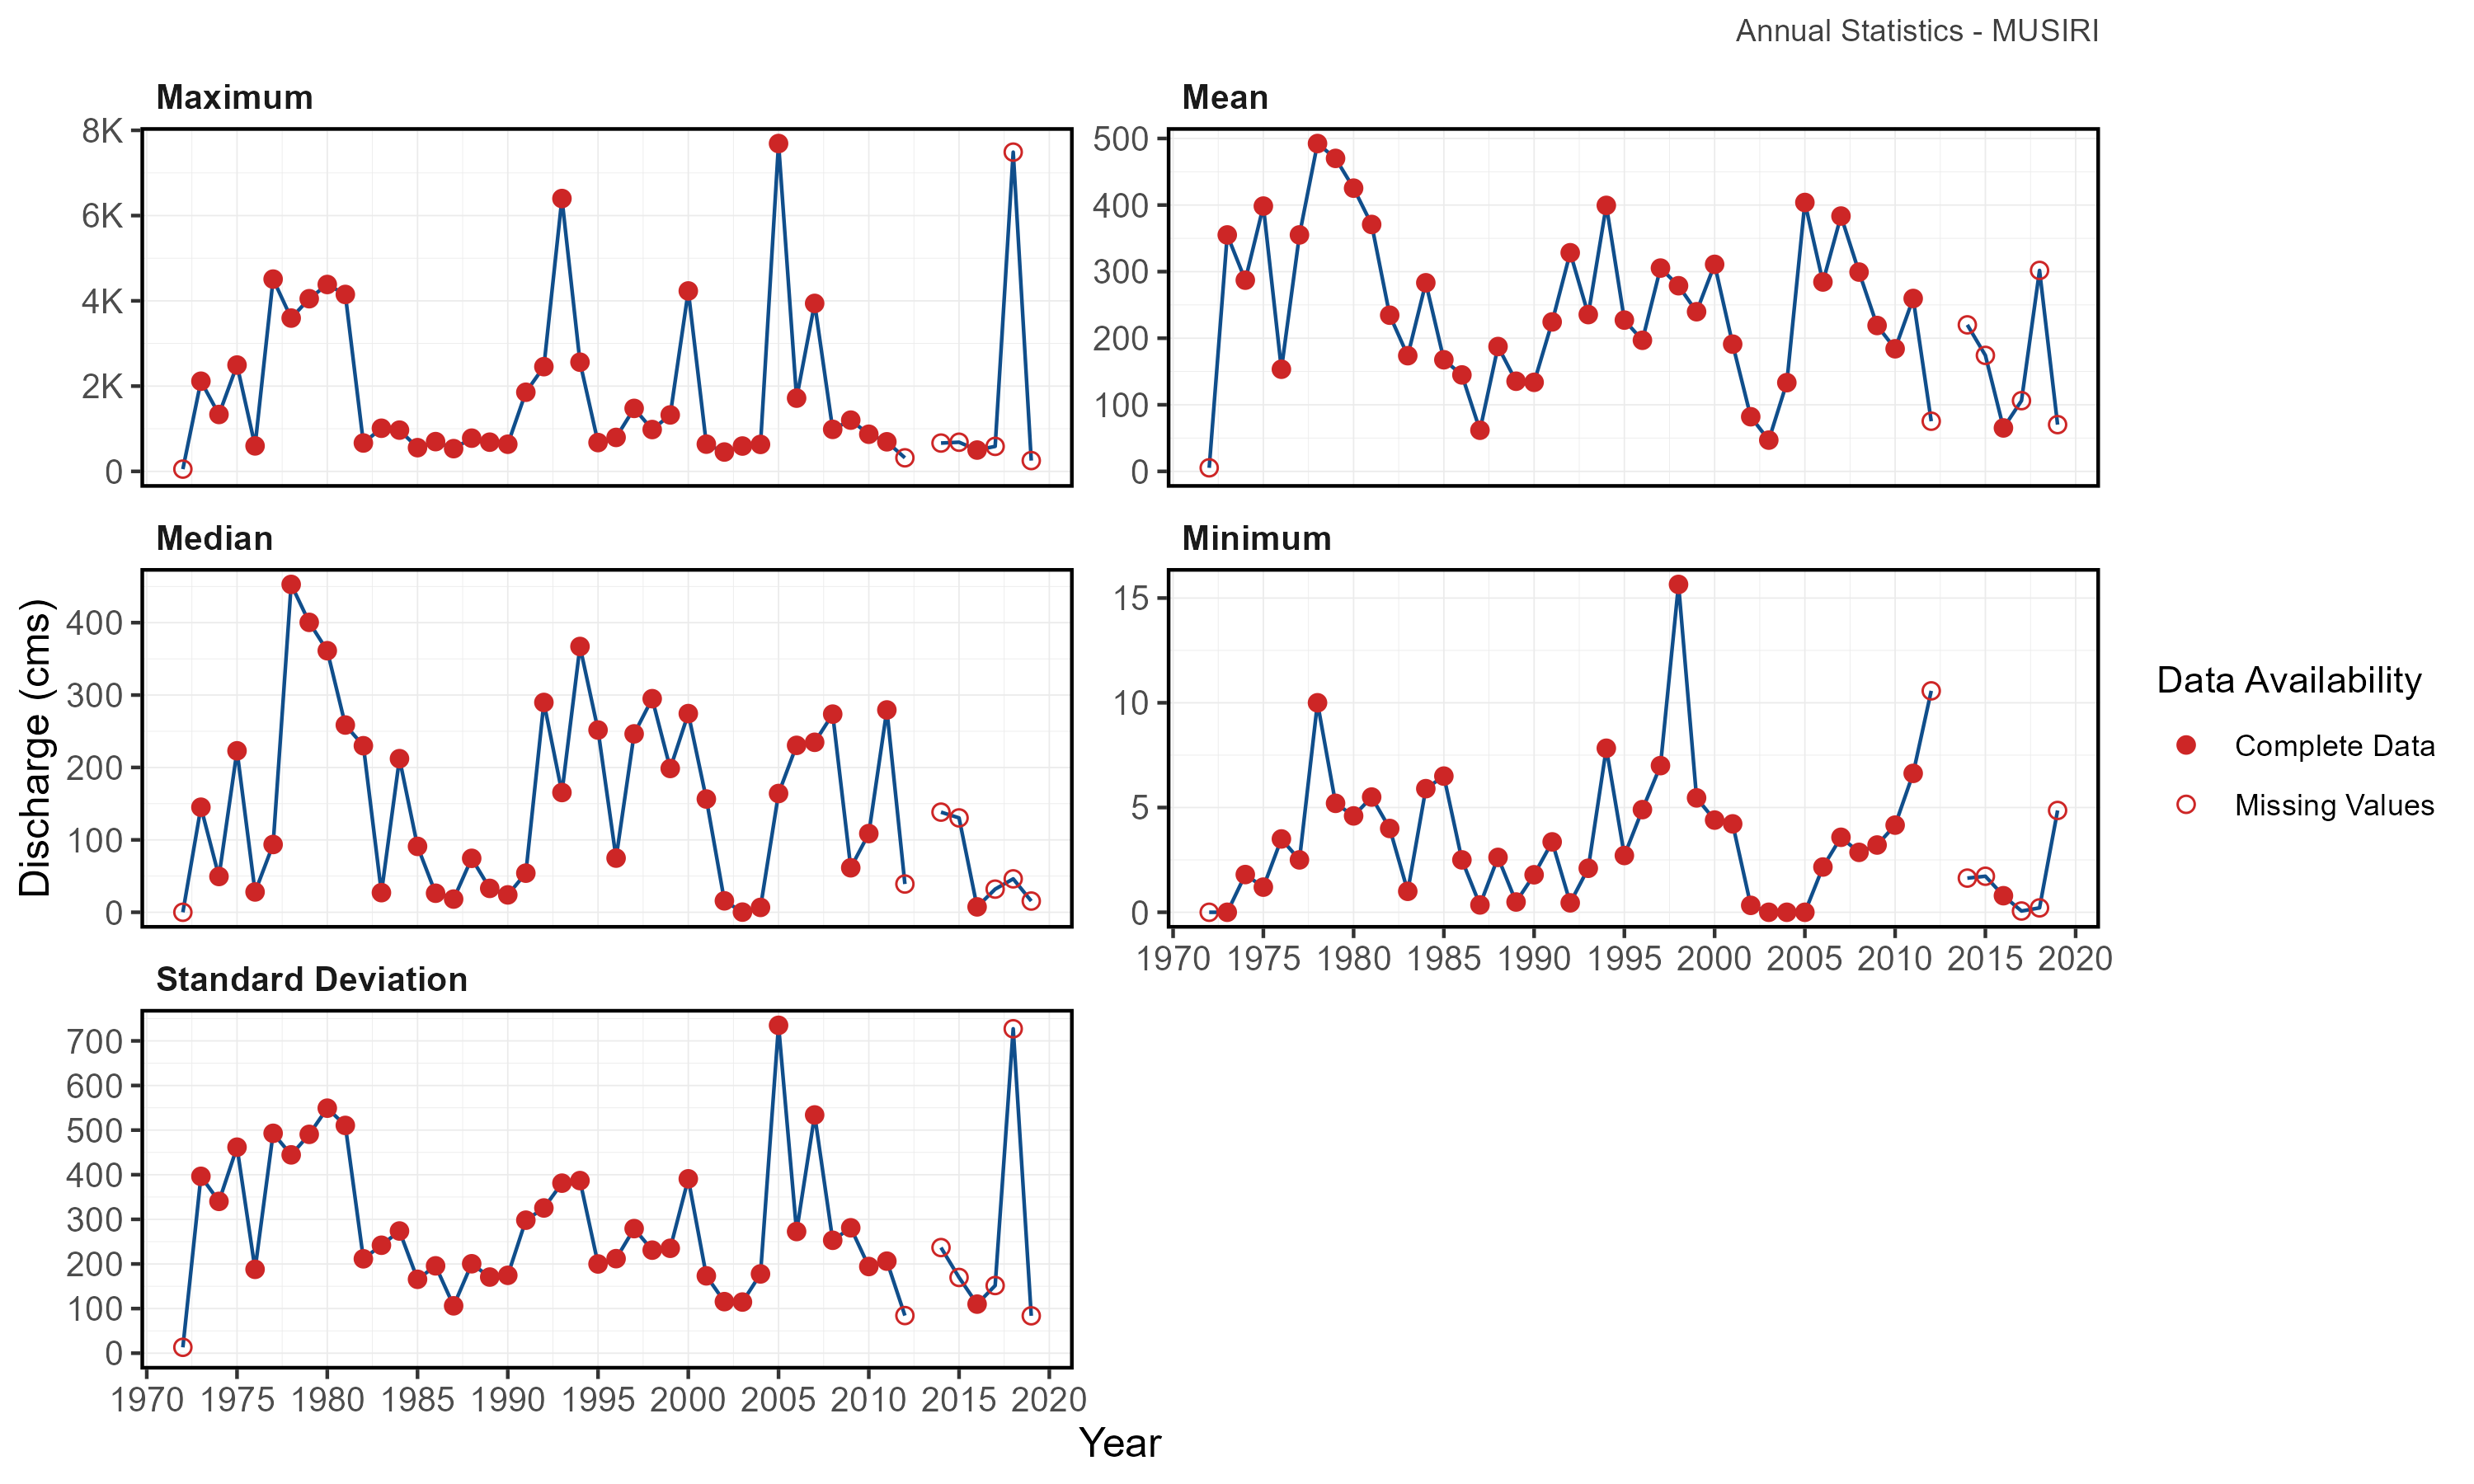 Annual Statistics - MUSIRI
Maximum
8K
6K
4K
2K
0
Mean
500
400
300
200
100
0
Median
400
300
200
100
0
Minimum
15
10
5
0
1970 1975 1980 1985 1990 1995 2000 2005 2010 2015 2020
Standard Deviation
700
600
500
400
300
200
100
0
1970 1975 1980 1985 1990 1995 2000 2005 2010 2015 2020
Discharge (cms)
Year
Data Availability
Complete Data
Missing Values